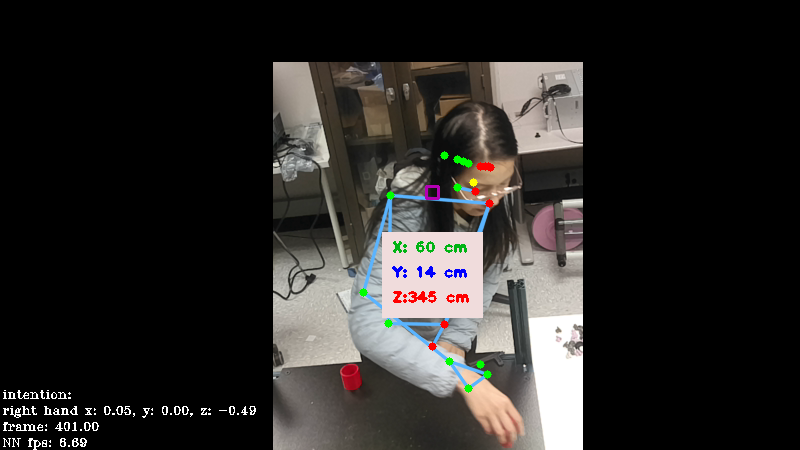 X: 60 cm
Y: 14 cm
Z:345 cm
intention:
right hand x: 0.05, y: 0.00, z: −0.49
frame: 401.00
NN fps: 6.69